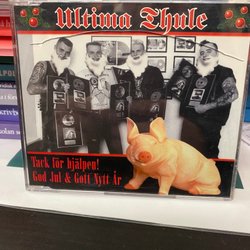 Ultima Thule
Tack för hjälpen!
God Jul & Gott Nytt År